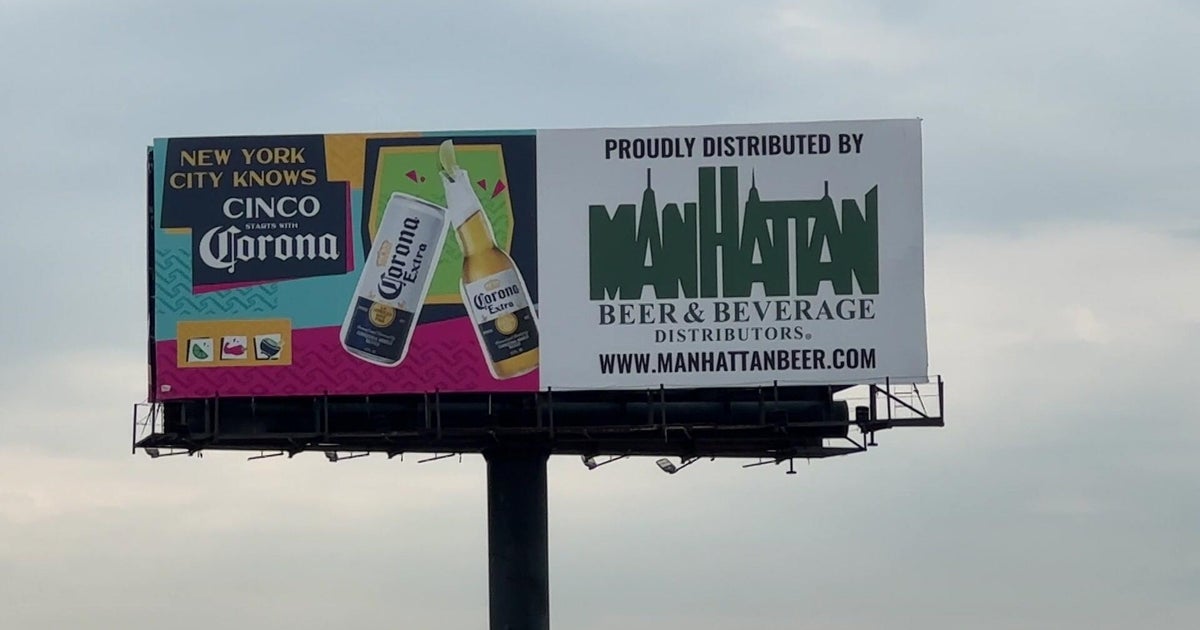 NEW YORK
CITY KNOWS
CINCO
STARTS WITH
Corona
Corona
Extra
Corona
Extra
PROUDLY DISTRIBUTED BY
MANHATTAN
BEER & BEVERAGE
DISTRIBUTORS®
WWW.MANHATTANBEER.COM